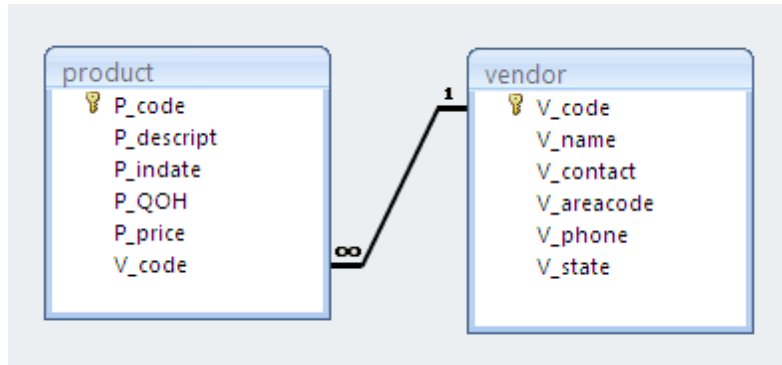 product
P_code
P_descript
P_indate
P_QOH
P_price
V_code
∞
1
vendor
V_code
V_name
V_contact
V_areacode
V_phone
V_state